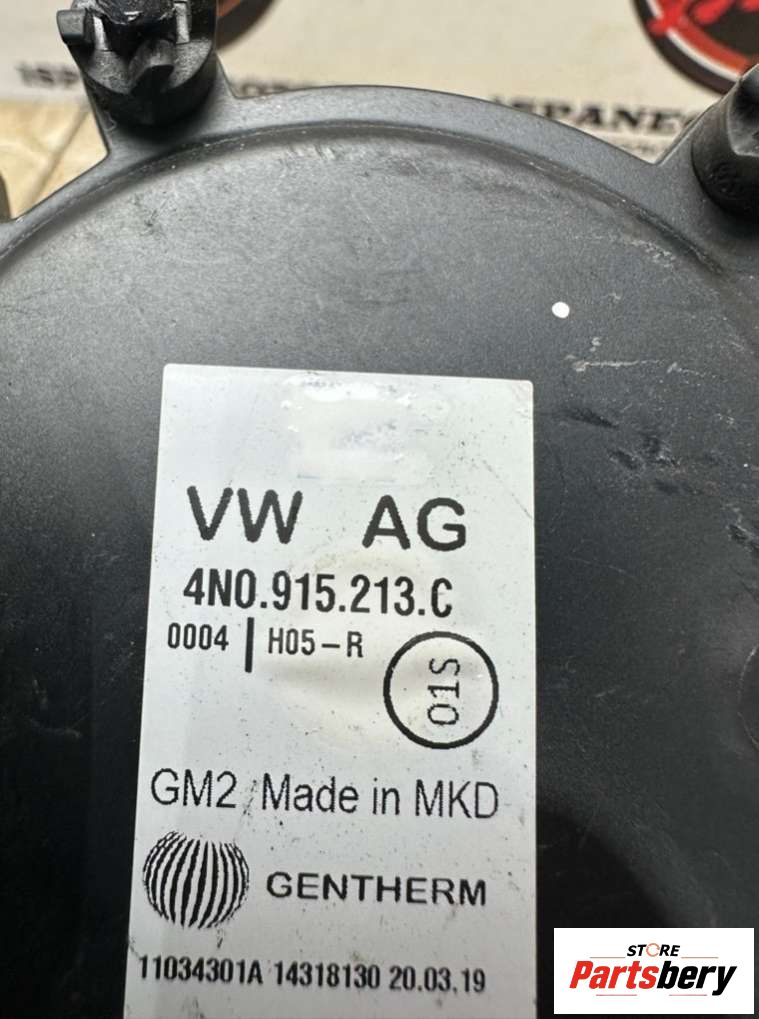 ISPANEC
VW AG
4N0.915.213.C
0004 | H05-R
01S
GM2 Made in MKD
GENTHERM
11034301A 14318130 20.03.19
STORE
Partsbery